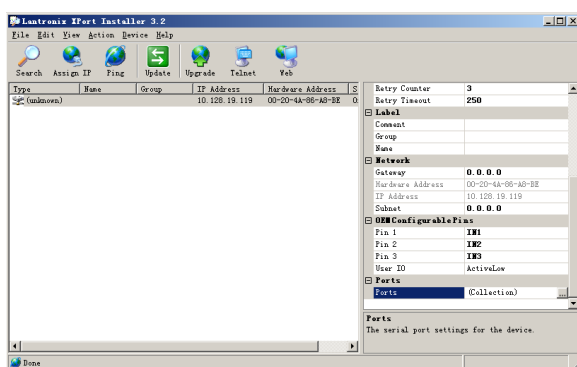 Lantronix XPort Installer 3.2
File Edit View Action Device Help
Search Assign IP Ping Update Upgrade Telnet Web
Type Name Group IP Address Hardware Address S
(unknown) 10.128.19.119 00-20-4A-86-A8-BE 0
Retry Counter 3
Retry Timeout 250
Label
Comment
Group
Name
Network
Gateway 0.0.0.0
Hardware Address 00-20-4A-86-A8-BE
IP Address 10.128.19.119
Subnet 0.0.0.0
OEM Configurable Pins
Pin 1 IN1
Pin 2 IN2
Pin 3 IN3
User IO ActiveLow
Ports
Ports (Collection) ...
Ports
The serial port settings for the device.
Done